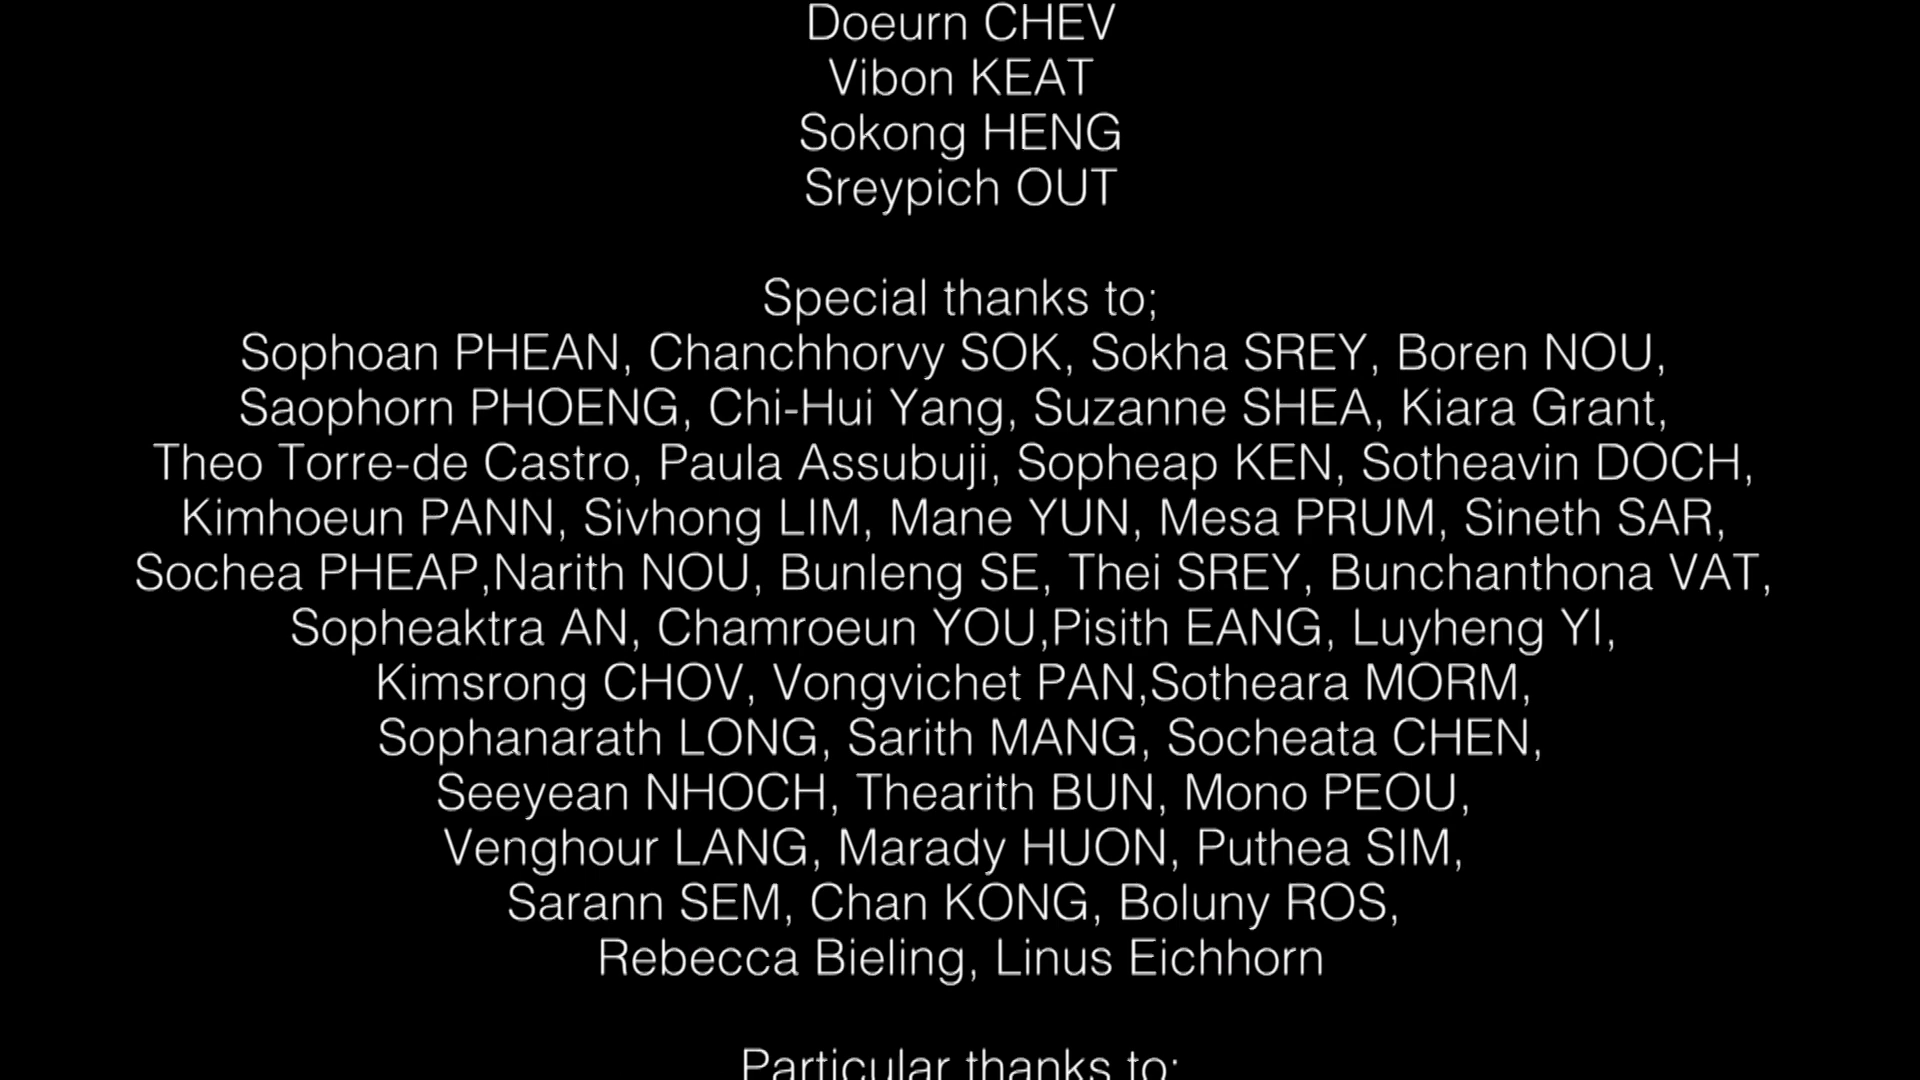 Doeurn CHEV
Vibon KEAT
Sokong HENG
Sreypich OUT
Special thanks to;
Sophoan PHEAN, Chanchhorvy SOK, Sokha SREY, Boren NOU,
Saophorn PHOENG, Chi-Hui Yang, Suzanne SHEA, Kiara Grant,
Theo Torre-de Castro, Paula Assubuji, Sopheap KEN, Sotheavin DOCH,
Kimhoeun PANN, Sivhong LIM, Mane YUN, Mesa PRUM, Sineth SAR,
Sochea PHEAP,Narith NOU, Bunleng SE, Thei SREY, Bunchanthona VAT,
Sopheaktra AN, Chamroeun YOU,Pisith EANG, Luyheng YI,
Kimsrong CHOV, Vongvichet PAN,Sotheara MORM,
Sophanarath LONG, Sarith MANG, Socheata CHEN,
Seeyean NHOCH, Thearith BUN, Mono PEOU,
Venghour LANG, Marady HUON, Puthea SIM,
Sarann SEM, Chan KONG, Boluny ROS,
Rebecca Bieling, Linus Eichhorn
Particular thanks to: